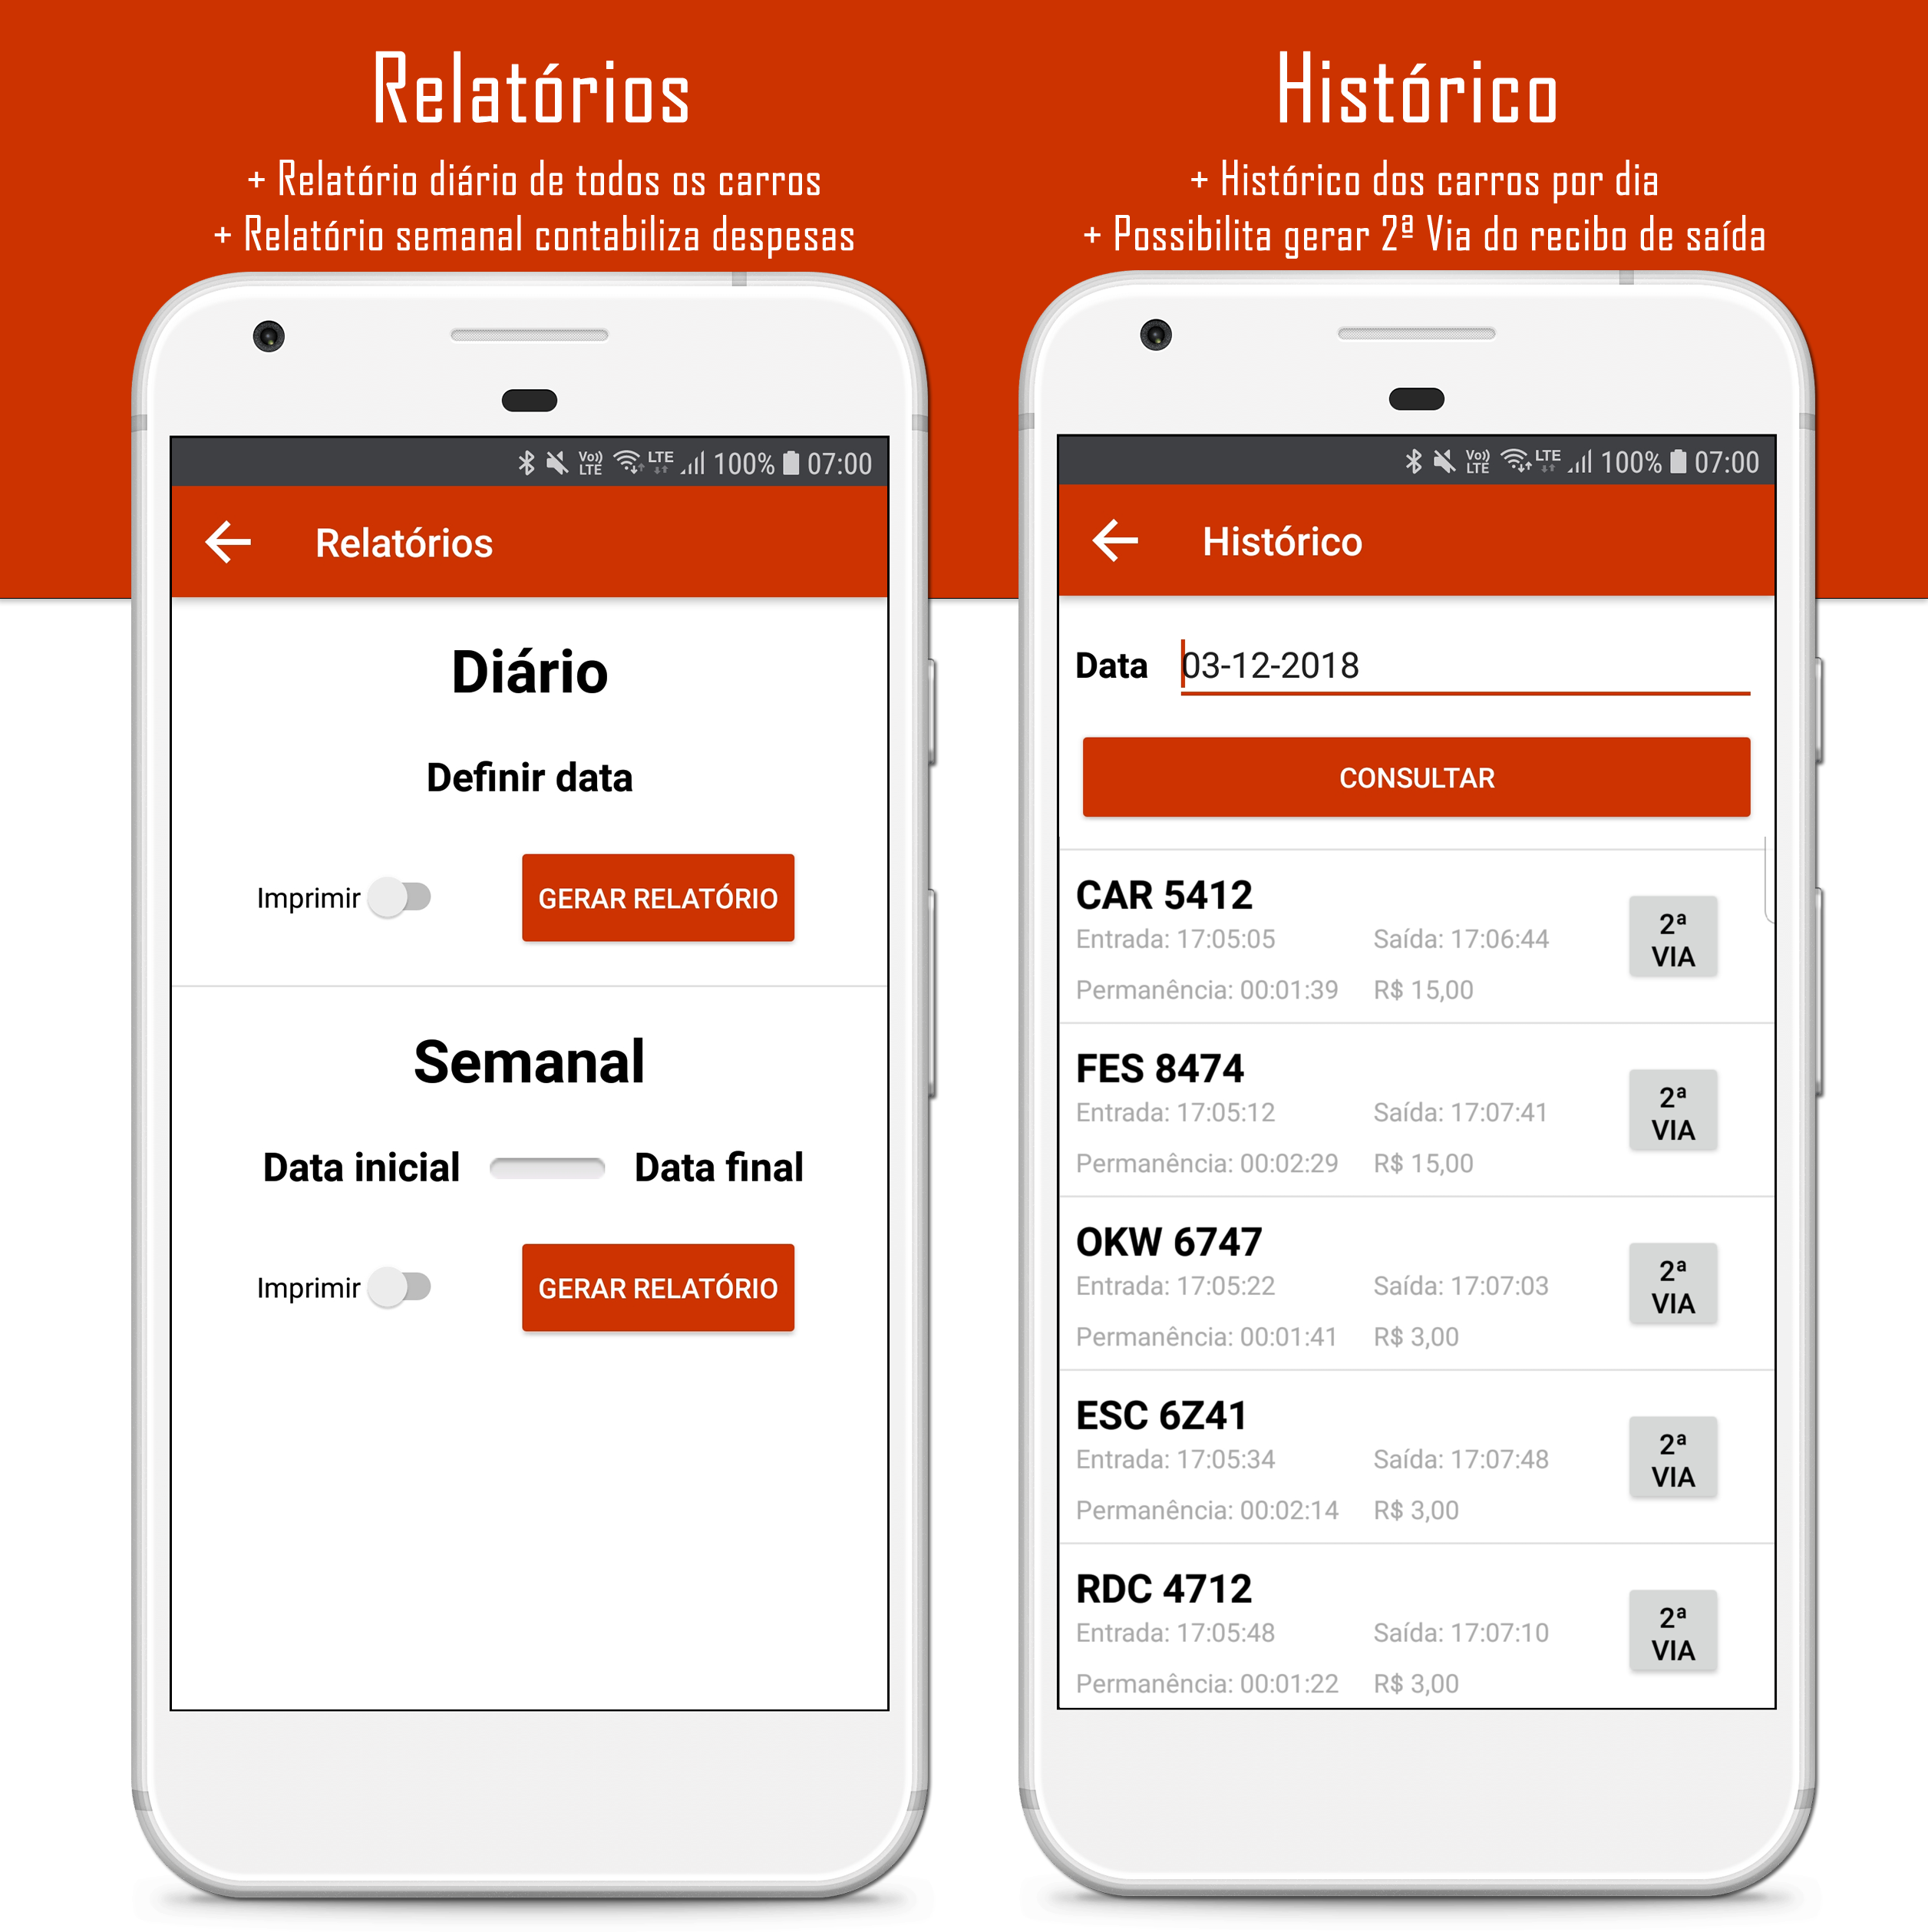 Relatórios
+ Relatório diário de todos os carros
+ Relatório semanal contabiliza despesas
Vo)) LTE LTE 100% 07:00
Relatórios
Diário
Definir data
Imprimir GERAR RELATÓRIO
Semanal
Data inicial Data final
Imprimir GERAR RELATÓRIO
Histórico
+ Histórico dos carros por dia
+ Possibilita gerar 2ª Via do recibo de saída
Vo)) LTE LTE 100% 07:00
Histórico
Data 03-12-2018
CONSULTAR
CAR 5412
Entrada: 17:05:05 Saída: 17:06:44
Permanência: 00:01:39 R$ 15,00
2ª
VIA
FES 8474
Entrada: 17:05:12 Saída: 17:07:41
Permanência: 00:02:29 R$ 15,00
2ª
VIA
OKW 6747
Entrada: 17:05:22 Saída: 17:07:03
Permanência: 00:01:41 R$ 3,00
2ª
VIA
ESC 6Z41
Entrada: 17:05:34 Saída: 17:07:48
Permanência: 00:02:14 R$ 3,00
2ª
VIA
RDC 4712
Entrada: 17:05:48 Saída: 17:07:10
Permanência: 00:01:22 R$ 3,00
2ª
VIA